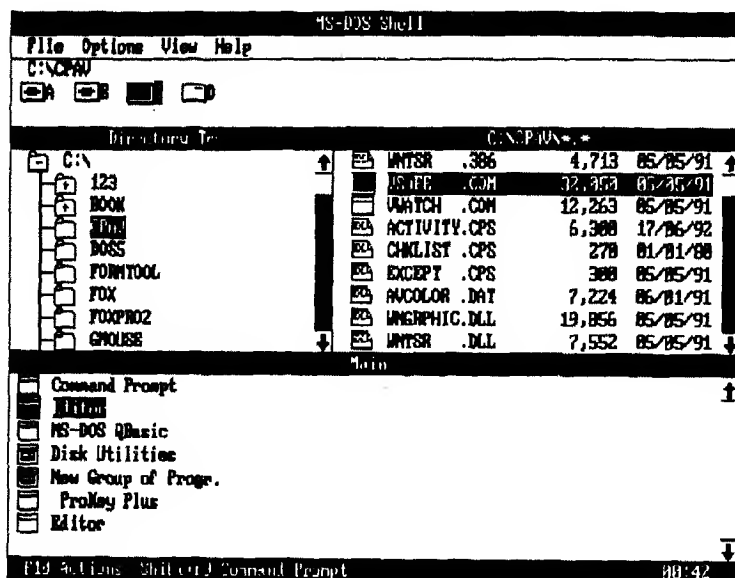 MS-DOS Shell
File Options View Help
C:\CPAV
A B D
Directory Tr
C:\CPAV\*.*
C:\
123
BOOK
DOSS
FORMTOOL
FOX
FOXPRO2
GMOUSE
WNTSR .386 4,713 05/05/91
.COM 32,050 05/05/91
VWATCH .COM 12,263 05/05/91
ACTIVITY.CPS 6,300 17/06/92
CHKLIST .CPS 270 01/01/80
EXCEPT .CPS 300 05/05/91
AVCOLOR .DAT 7,224 06/01/91
WNGRPHIC.DLL 19,856 05/05/91
WNTSR .DLL 7,552 05/05/91
Main
Command Prompt
MS-DOS QBasic
Disk Utilities
New Group of Progr.
ProKey Plus
Editor
F10 Actions Shift+F9 Command Prompt 00:42